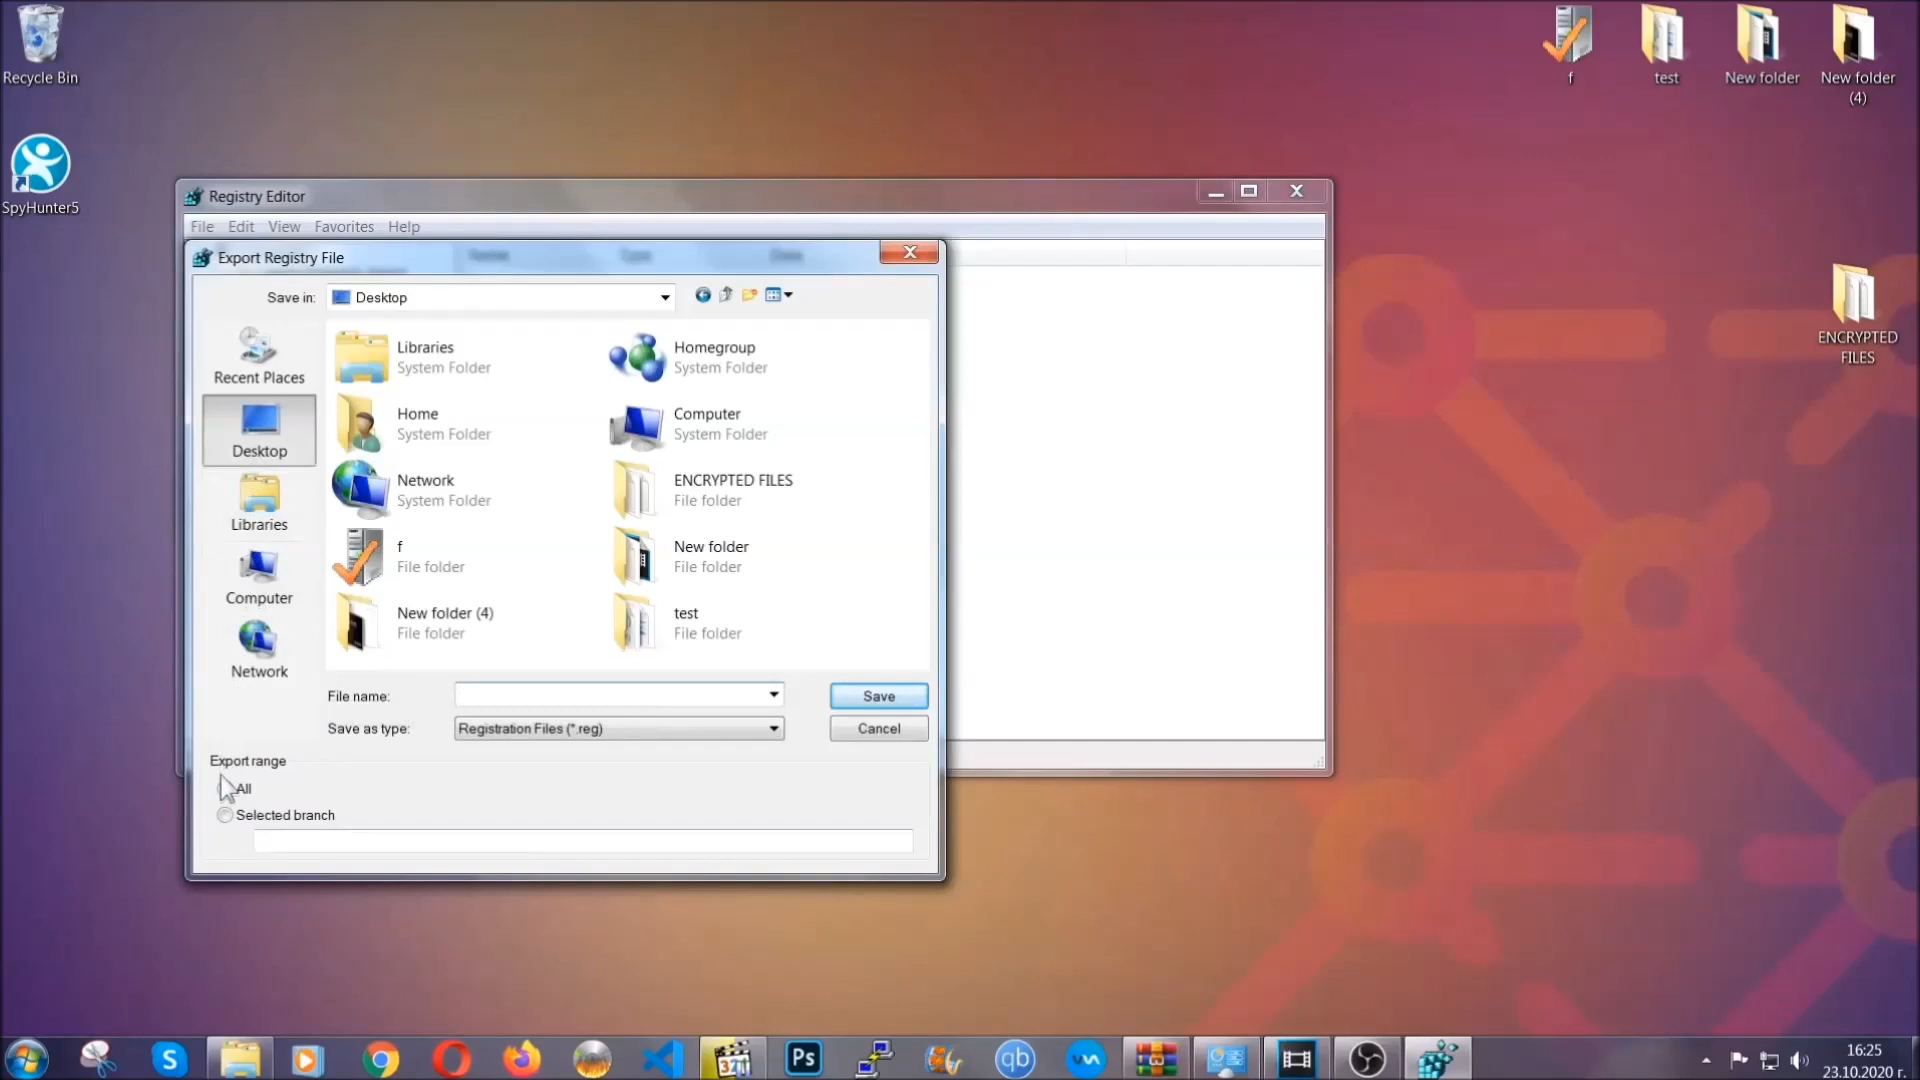 Recycle Bin
SpyHunter5
f
test
New folder
New folder
(4)
ENCRYPTED
FILES
Registry Editor
File Edit View Favorites Help
Export Registry File
Save in:
Desktop
Recent Places
Desktop
Libraries
Computer
Network
Libraries
System Folder
Homegroup
System Folder
Home
System Folder
Computer
System Folder
Network
System Folder
ENCRYPTED FILES
File folder
f
File folder
New folder
File folder
New folder (4)
File folder
test
File folder
File name:
Save
Save as type:
Registration Files (*.reg)
Cancel
Export range
All
Selected branch
S
321
Ps
qb
16:25
23.10.2020 г.